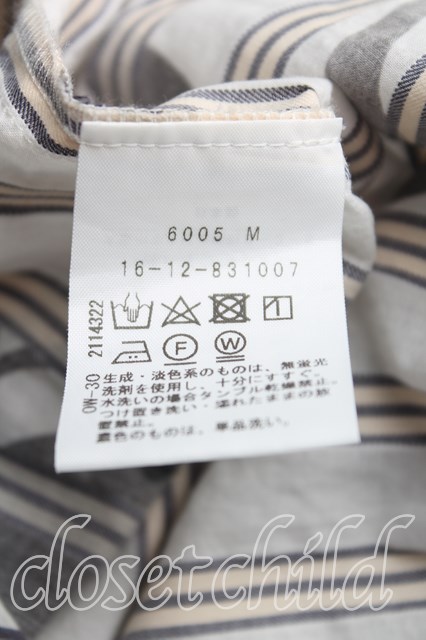 6005 M
16-12-831007
OW-30 2114322
F W
生成・淡色系のものは、無蛍光
洗剤を使用し、十分にすすぐ。
水洗いの場合タンブル乾燥禁止。
つけ置き洗い・濡れたままの放
置禁止。
濃色のものは、単品洗い。
closetchild